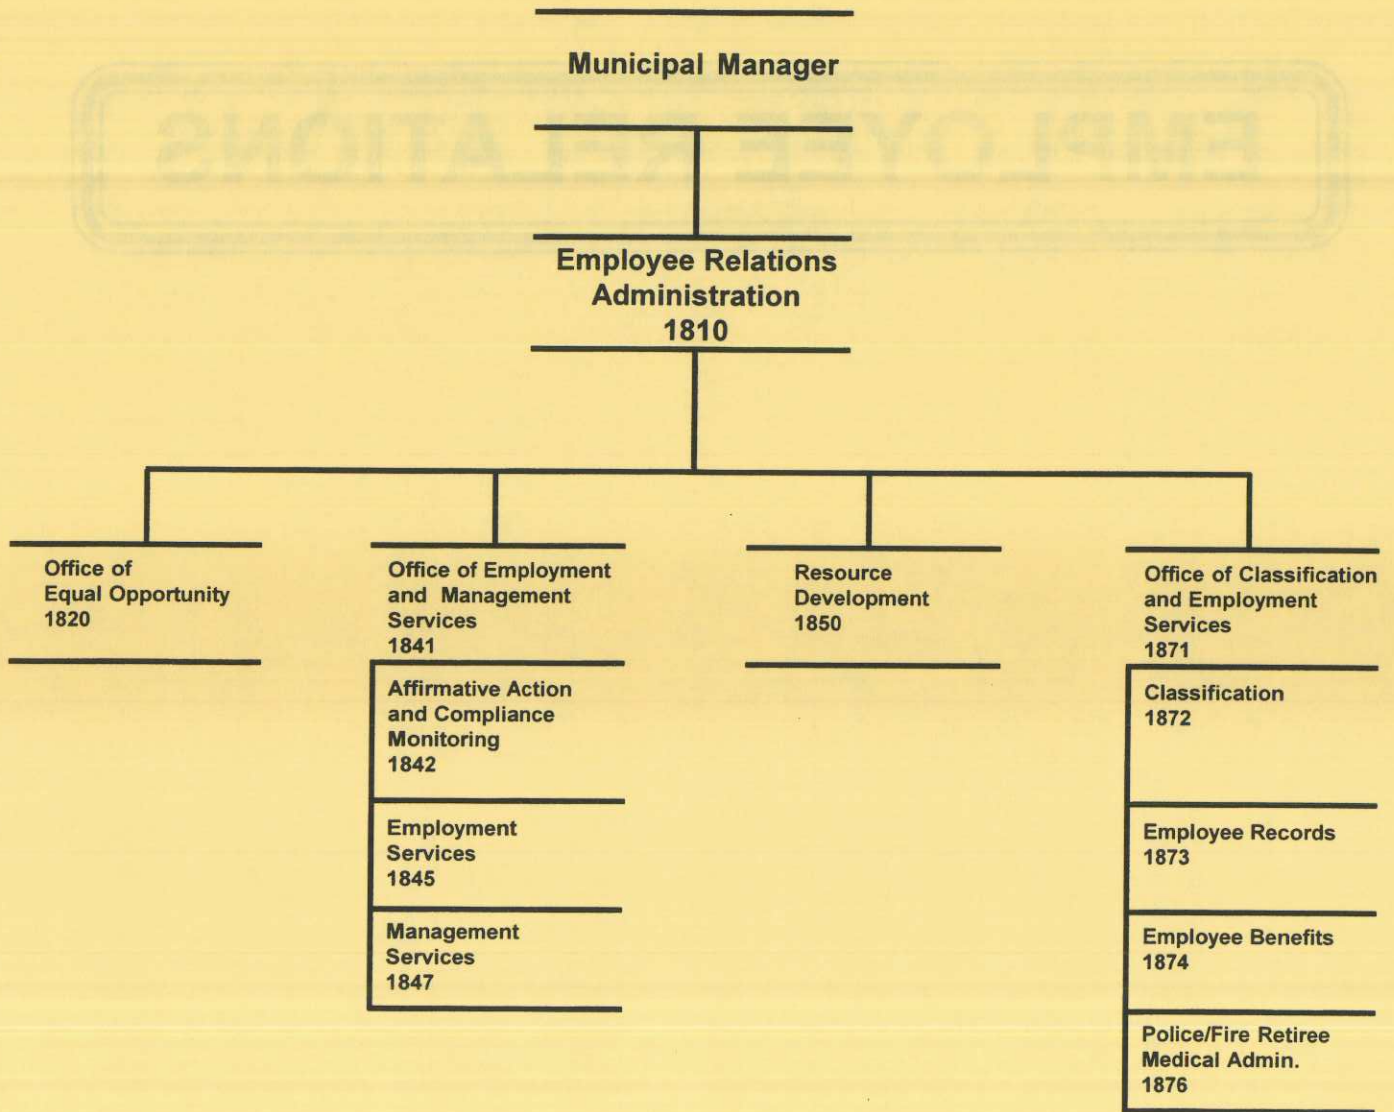 Municipal Manager
Employee Relations
Administration
1810
Office of
Equal Opportunity
1820
Office of Employment
and Management
Services
1841
Affirmative Action
and Compliance
Monitoring
1842
Employment
Services
1845
Management
Services
1847
Resource
Development
1850
Office of Classification
and Employment
Services
1871
Classification
1872
Employee Records
1873
Employee Benefits
1874
Police/Fire Retiree
Medical Admin.
1876
EMPLOYEE RELATIONS